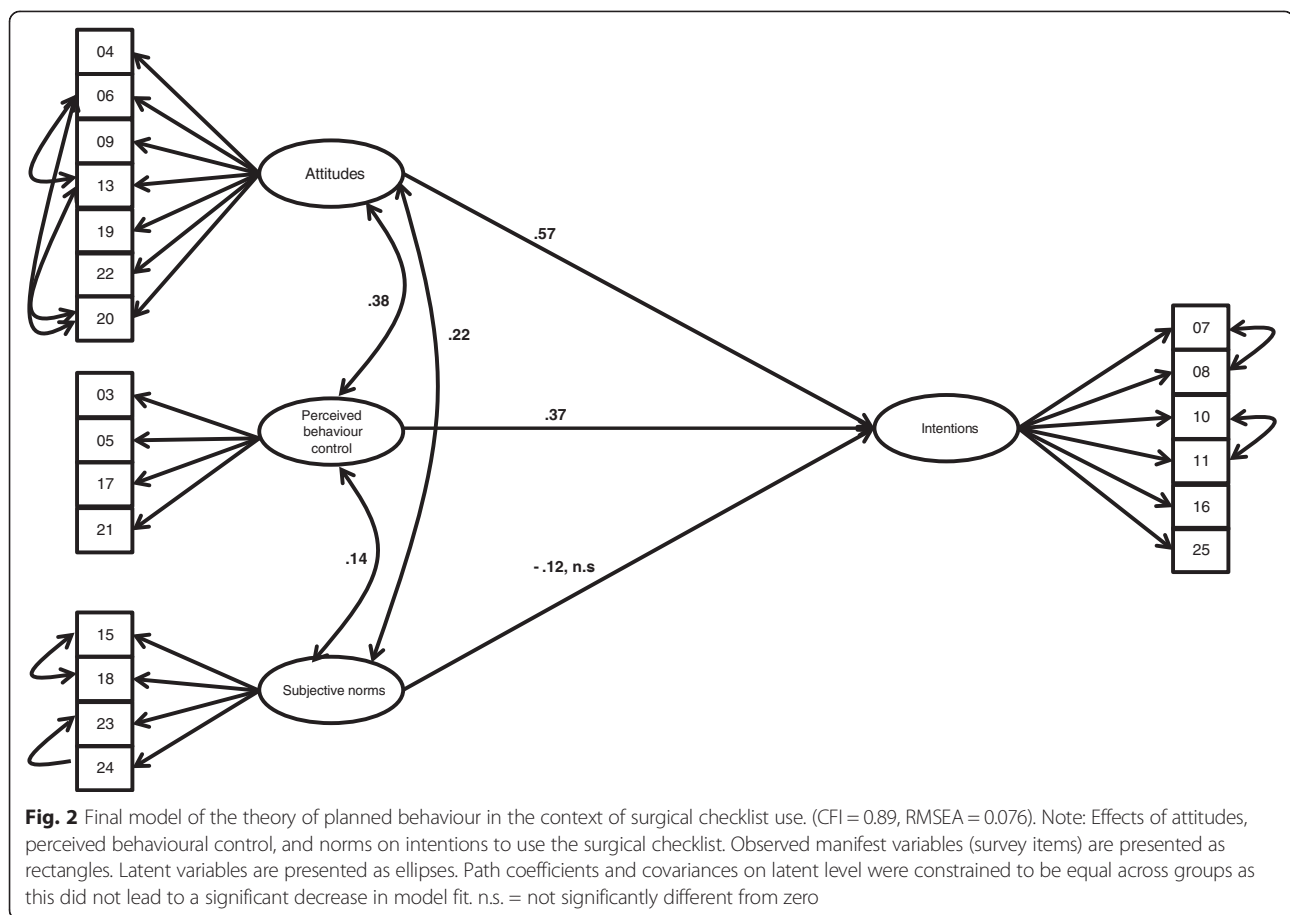 04
06
09
13
19
22
20
Attitudes
.57
.38
.22
03
05
17
21
Perceived
behaviour
control
.37
Intentions
07
08
10
11
16
25
.14
- .12, n.s
15
18
23
24
Subjective norms
Fig. 2 Final model of the theory of planned behaviour in the context of surgical checklist use. (CFI = 0.89, RMSEA = 0.076). Note: Effects of attitudes,
perceived behavioural control, and norms on intentions to use the surgical checklist. Observed manifest variables (survey items) are presented as
rectangles. Latent variables are presented as ellipses. Path coefficients and covariances on latent level were constrained to be equal across groups as
this did not lead to a significant decrease in model fit. n.s. = not significantly different from zero